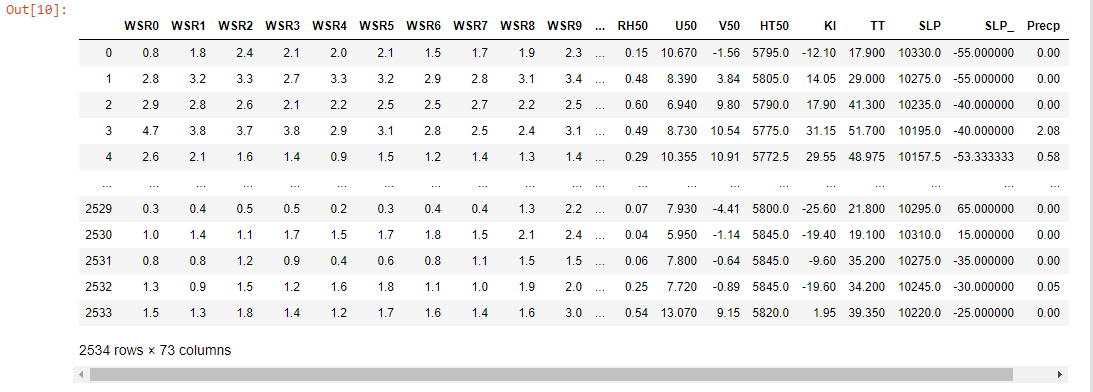 Out[10]:
WSR0 WSR1 WSR2 WSR3 WSR4 WSR5 WSR6 WSR7 WSR8 WSR9 ... RH50 U50 V50 HT50 KI TT SLP SLP_ Precp
0 0.8 1.8 2.4 2.1 2.0 2.1 1.5 1.7 1.9 2.3 ... 0.15 10.670 -1.56 5795.0 -12.10 17.900 10330.0 -55.000000 0.00
1 2.8 3.2 3.3 2.7 3.3 3.2 2.9 2.8 3.1 3.4 ... 0.48 8.390 3.84 5805.0 14.05 29.000 10275.0 -55.000000 0.00
2 2.9 2.8 2.6 2.1 2.2 2.5 2.5 2.7 2.2 2.5 ... 0.60 6.940 9.80 5790.0 17.90 41.300 10235.0 -40.000000 0.00
3 4.7 3.8 3.7 3.8 2.9 3.1 2.8 2.5 2.4 3.1 ... 0.49 8.730 10.54 5775.0 31.15 51.700 10195.0 -40.000000 2.08
4 2.6 2.1 1.6 1.4 0.9 1.5 1.2 1.4 1.3 1.4 ... 0.29 10.355 10.91 5772.5 29.55 48.975 10157.5 -53.333333 0.58
... ... ... ... ... ... ... ... ... ... ... ... ... ... ... ... ... ... ... ... ...
2529 0.3 0.4 0.5 0.5 0.2 0.3 0.4 0.4 1.3 2.2 ... 0.07 7.930 -4.41 5800.0 -25.60 21.800 10295.0 65.000000 0.00
2530 1.0 1.4 1.1 1.7 1.5 1.7 1.8 1.5 2.1 2.4 ... 0.04 5.950 -1.14 5845.0 -19.40 19.100 10310.0 15.000000 0.00
2531 0.8 0.8 1.2 0.9 0.4 0.6 0.8 1.1 1.5 1.5 ... 0.06 7.800 -0.64 5845.0 -9.60 35.200 10275.0 -35.000000 0.00
2532 1.3 0.9 1.5 1.2 1.6 1.8 1.1 1.0 1.9 2.0 ... 0.25 7.720 -0.89 5845.0 -19.60 34.200 10245.0 -30.000000 0.05
2533 1.5 1.3 1.8 1.4 1.2 1.7 1.6 1.4 1.6 3.0 ... 0.54 13.070 9.15 5820.0 1.95 39.350 10220.0 -25.000000 0.00
2534 rows × 73 columns